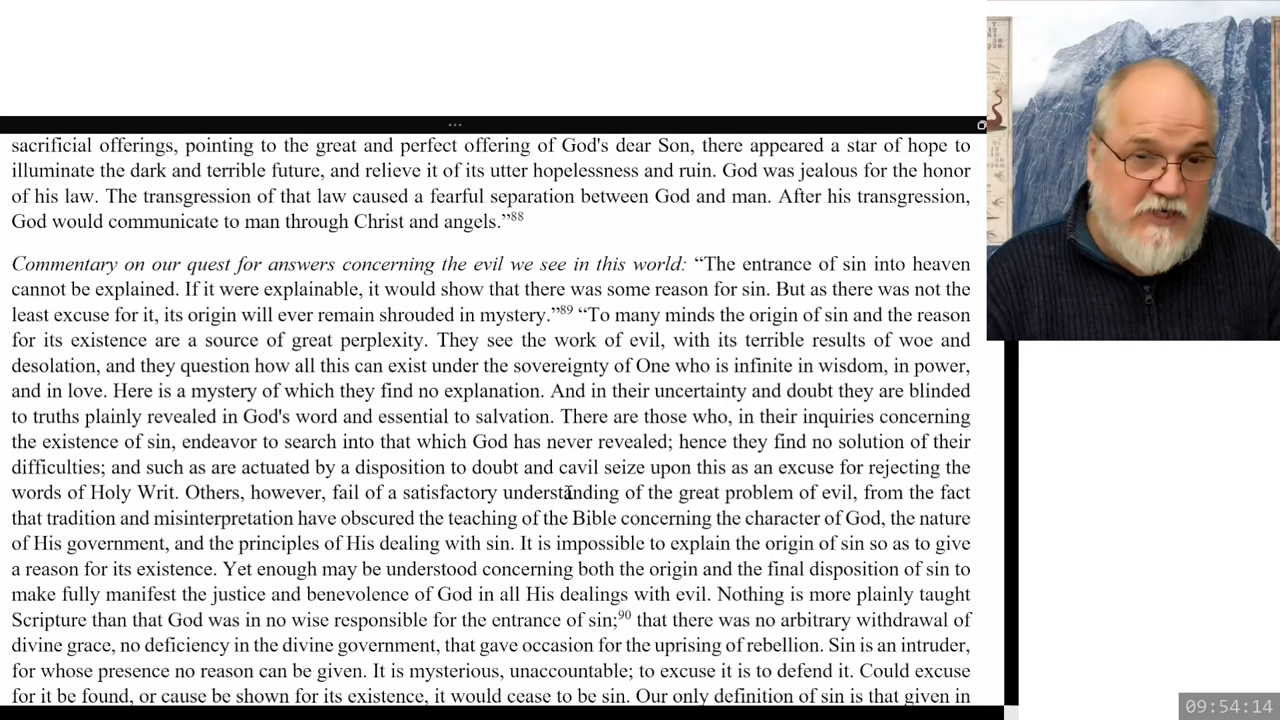 sacrificial offerings, pointing to the great and perfect offering of God's dear Son, there appeared a star of hope to
illuminate the dark and terrible future, and relieve it of its utter hopelessness and ruin. God was jealous for the honor
of his law. The transgression of that law caused a fearful separation between God and man. After his transgression,
God would communicate to man through Christ and angels.”88
Commentary on our quest for answers concerning the evil we see in this world: “The entrance of sin into heaven
cannot be explained. If it were explainable, it would show that there was some reason for sin. But as there was not the
least excuse for it, its origin will ever remain shrouded in mystery.”89 “To many minds the origin of sin and the reason
for its existence are a source of great perplexity. They see the work of evil, with its terrible results of woe and
desolation, and they question how all this can exist under the sovereignty of One who is infinite in wisdom, in power,
and in love. Here is a mystery of which they find no explanation. And in their uncertainty and doubt they are blinded
to truths plainly revealed in God's word and essential to salvation. There are those who, in their inquiries concerning
the existence of sin, endeavor to search into that which God has never revealed; hence they find no solution of their
difficulties; and such as are actuated by a disposition to doubt and cavil seize upon this as an excuse for rejecting the
words of Holy Writ. Others, however, fail of a satisfactory understanding of the great problem of evil, from the fact
that tradition and misinterpretation have obscured the teaching of the Bible concerning the character of God, the nature
of His government, and the principles of His dealing with sin. It is impossible to explain the origin of sin so as to give
a reason for its existence. Yet enough may be understood concerning both the origin and the final disposition of sin to
make fully manifest the justice and benevolence of God in all His dealings with evil. Nothing is more plainly taught
Scripture than that God was in no wise responsible for the entrance of sin;90 that there was no arbitrary withdrawal of
divine grace, no deficiency in the divine government, that gave occasion for the uprising of rebellion. Sin is an intruder,
for whose presence no reason can be given. It is mysterious, unaccountable; to excuse it is to defend it. Could excuse
for it be found, or cause be shown for its existence, it would cease to be sin. Our only definition of sin is that given in
09:54:14